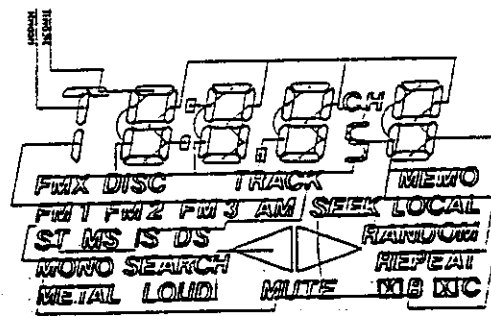 CH
FMX DISC TRACK MEMO
FM1 FM2 FM3 AM SEEK LOCAL
ST MS IS DS RANDOM
MONO SEARCH REPEAT
METAL LOUD MUTE B C